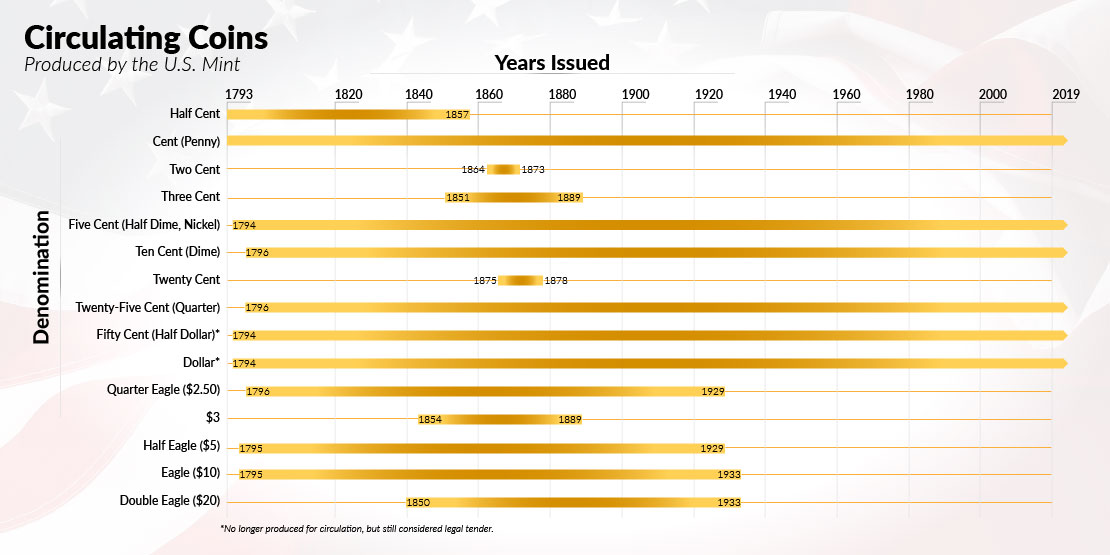 Circulating Coins
Produced by the U.S. Mint
Years Issued
1793 1820 1840 1860 1880 1900 1920 1940 1960 1980 2000 2019
Denomination
Half Cent 1857
Cent (Penny)
Two Cent 1864 1873
Three Cent 1851 1889
Five Cent (Half Dime, Nickel) 1794
Ten Cent (Dime) 1796
Twenty Cent 1875 1878
Twenty-Five Cent (Quarter) 1796
Fifty Cent (Half Dollar)* 1794
Dollar* 1794
Quarter Eagle ($2.50) 1796 1929
$3 1854 1889
Half Eagle ($5) 1795 1929
Eagle ($10) 1795 1933
Double Eagle ($20) 1850 1933
*No longer produced for circulation, but still considered legal tender.